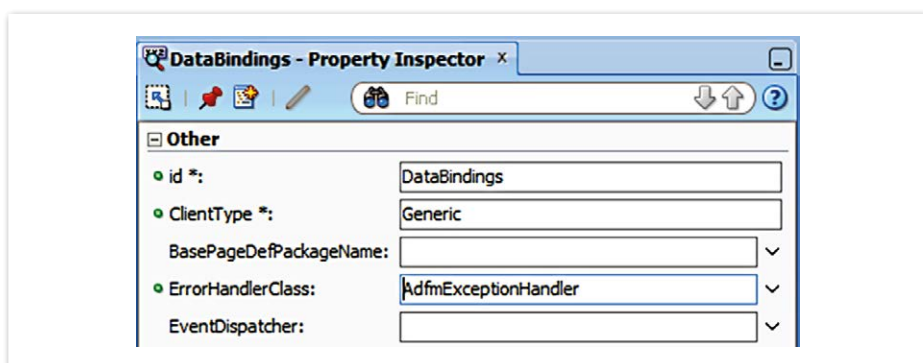 DataBindings - Property Inspector x
Find
Other
id *: DataBindings
ClientType *: Generic
BasePageDefPackageName:
ErrorHandlerClass: AdfmExceptionHandler
EventDispatcher: